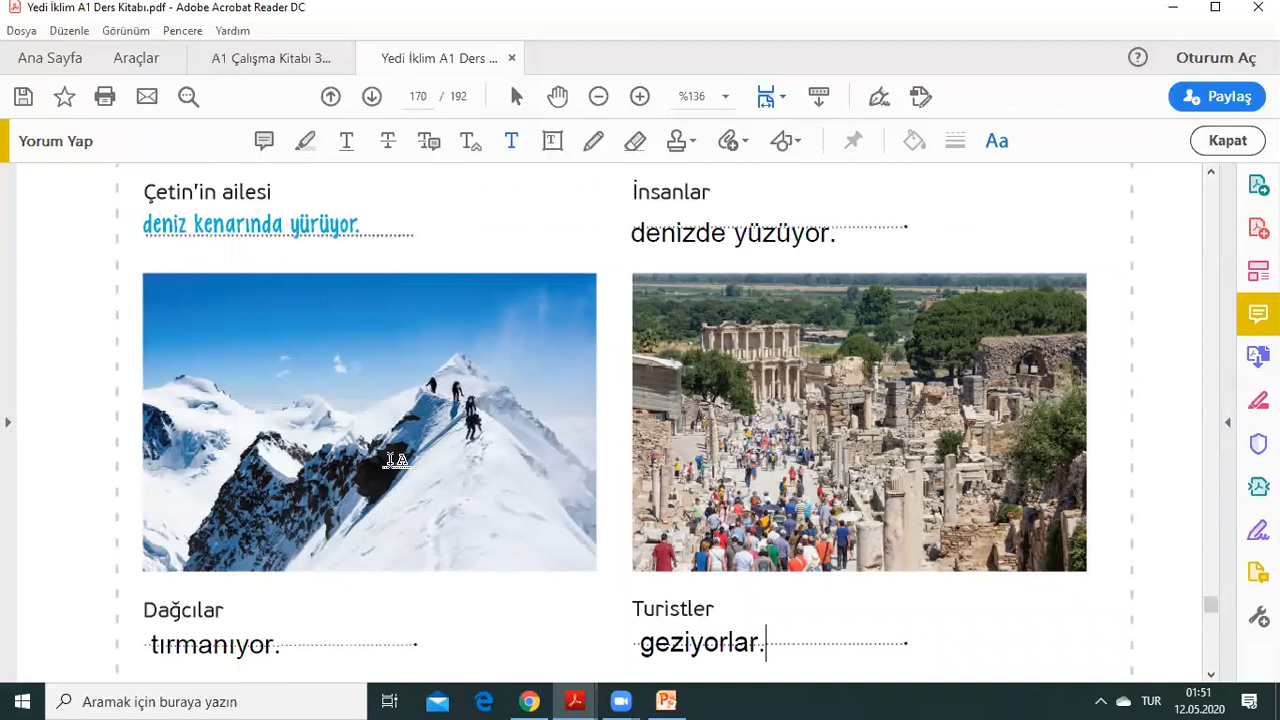 Yedi İklim A1 Ders Kitabı.pdf - Adobe Acrobat Reader DC
Dosya Düzenle Görünüm Pencere Yardım
Ana Sayfa Araçlar A1 Çalışma Kitabı 3... Yedi İklim A1 Ders ... × ? Oturum Aç
170 / 192 %136 Paylaş
Yorum Yap Aa Kapat
Çetin'in ailesi
deniz kenarında yürüyor.
İnsanlar
denizde yüzüyor.
Dağcılar
tırmanıyor.
Turistler
geziyorlar.
Aramak için buraya yazın TUR 01:51
12.05.2020